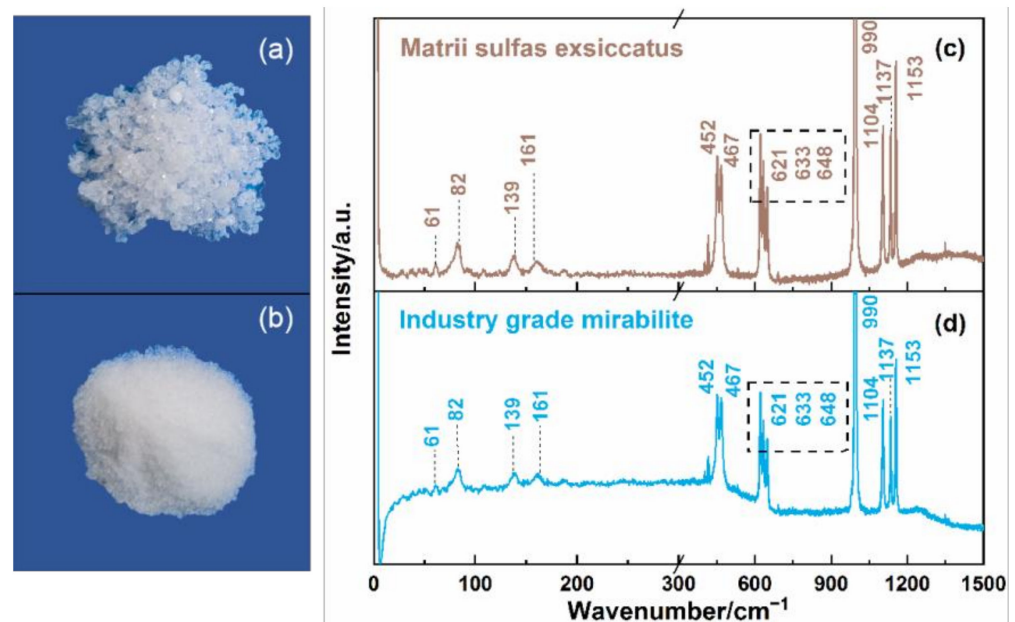 (a)
(b)
Matrii sulfas exsiccatus
(c)
61
82
139
161
452
467
621
633
648
990
1104
1137
1153
Industry grade mirabilite
(d)
61
82
139
161
452
467
621
633
648
990
1104
1137
1153
Intensity/a.u.
0 100 200 300 600 900 1200 1500
Wavenumber/cm⁻¹